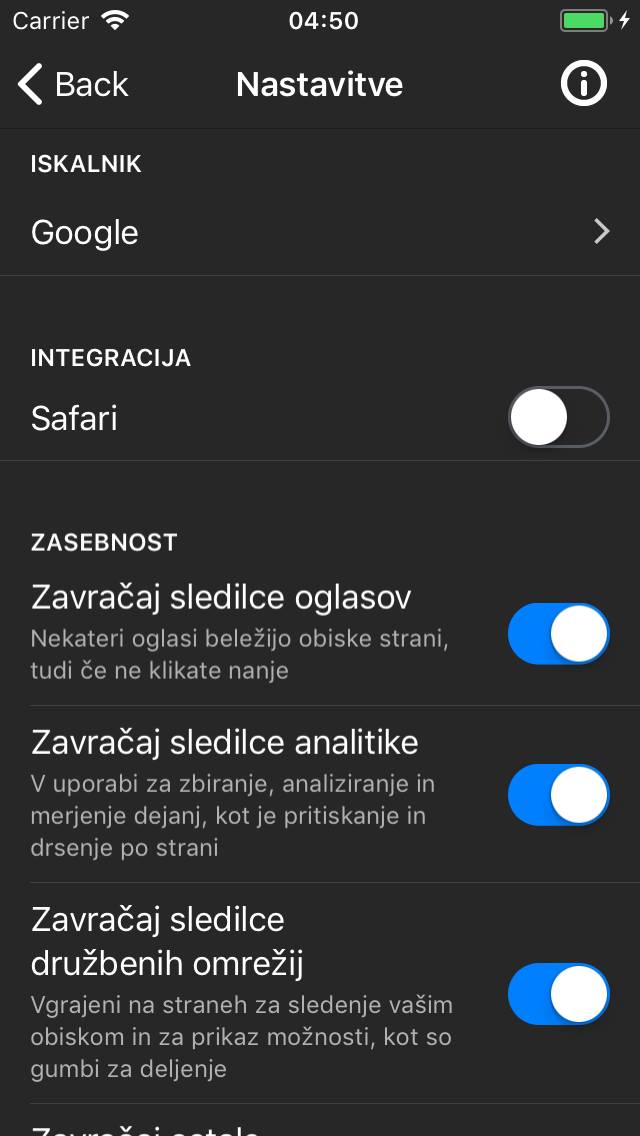 Carrier 04:50
Back Nastavitve
ISKALNIK
Google
INTEGRACIJA
Safari
ZASEBNOST
Zavračaj sledilce oglasov
Nekateri oglasi beležijo obiske strani,
tudi če ne klikate nanje
Zavračaj sledilce analitike
V uporabi za zbiranje, analiziranje in
merjenje dejanj, kot je pritiskanje in
drsenje po strani
Zavračaj sledilce
družbenih omrežij
Vgrajeni na straneh za sledenje vašim
obiskom in za prikaz možnosti, kot so
gumbi za deljenje
Zavračaj